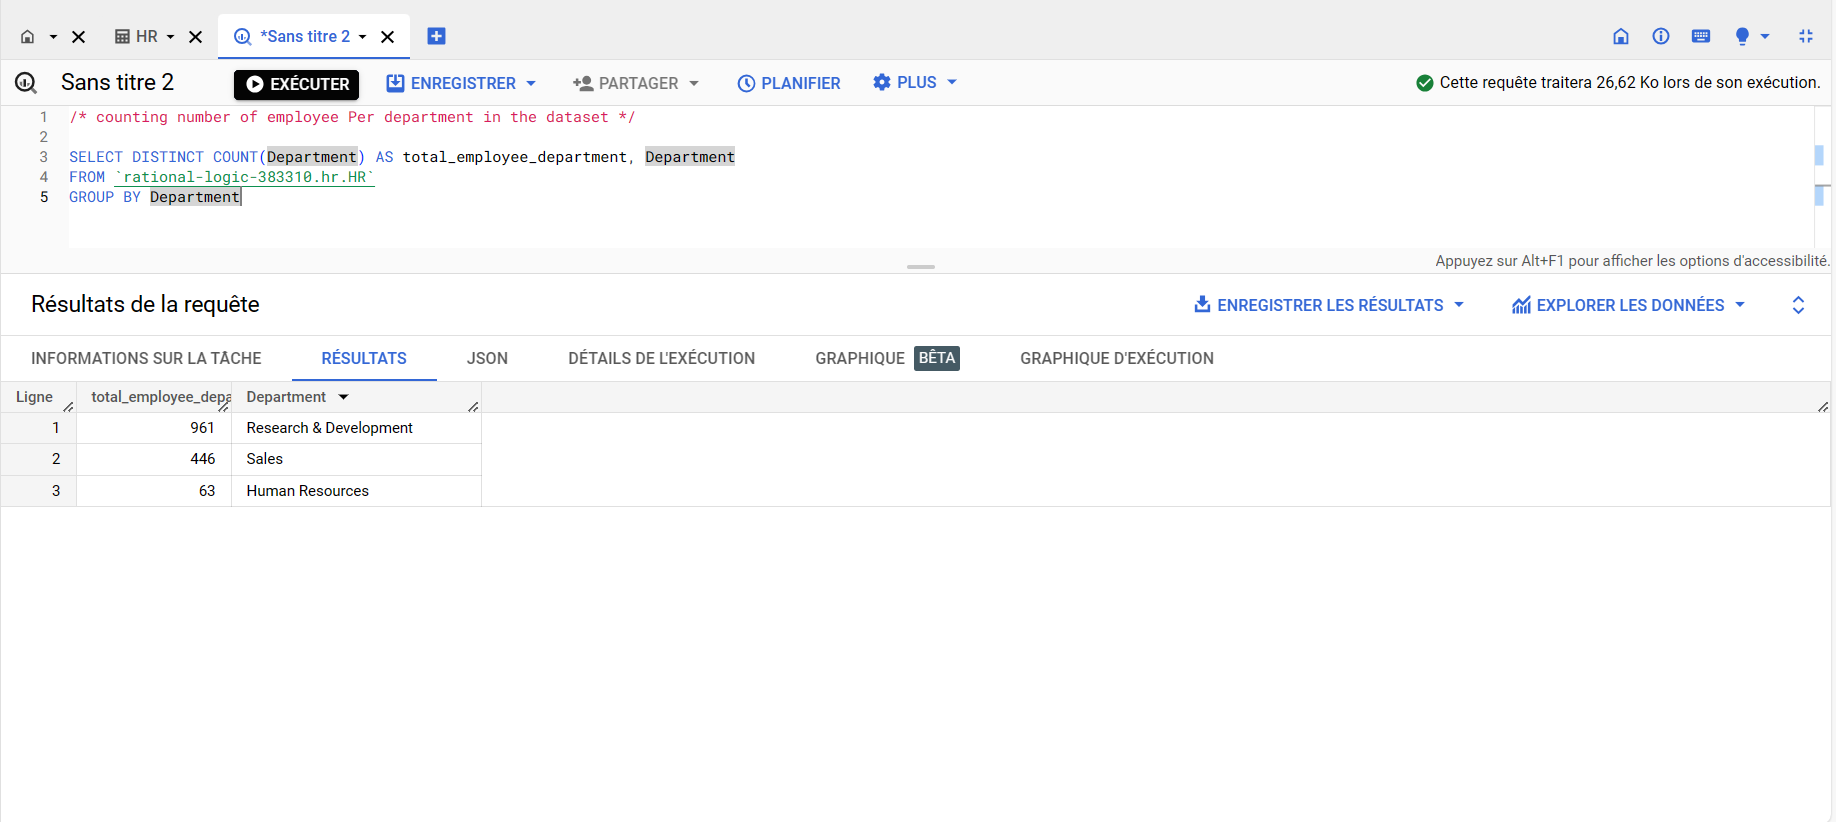 HR
*Sans titre 2
Sans titre 2
EXÉCUTER
ENREGISTRER
PARTAGER
PLANIFIER
PLUS
Cette requête traitera 26,62 Ko lors de son exécution.
1 /* counting number of employee Per department in the dataset */
2
3 SELECT DISTINCT COUNT(Department) AS total_employee_department, Department
4 FROM `rational-logic-383310.hr.HR`
5 GROUP BY Department
Appuyez sur Alt+F1 pour afficher les options d'accessibilité.
Résultats de la requête
ENREGISTRER LES RÉSULTATS
EXPLORER LES DONNÉES
INFORMATIONS SUR LA TÂCHE
RÉSULTATS
JSON
DÉTAILS DE L'EXÉCUTION
GRAPHIQUE BÊTA
GRAPHIQUE D'EXÉCUTION
Ligne total_employee_depa Department
1 961 Research & Development
2 446 Sales
3 63 Human Resources